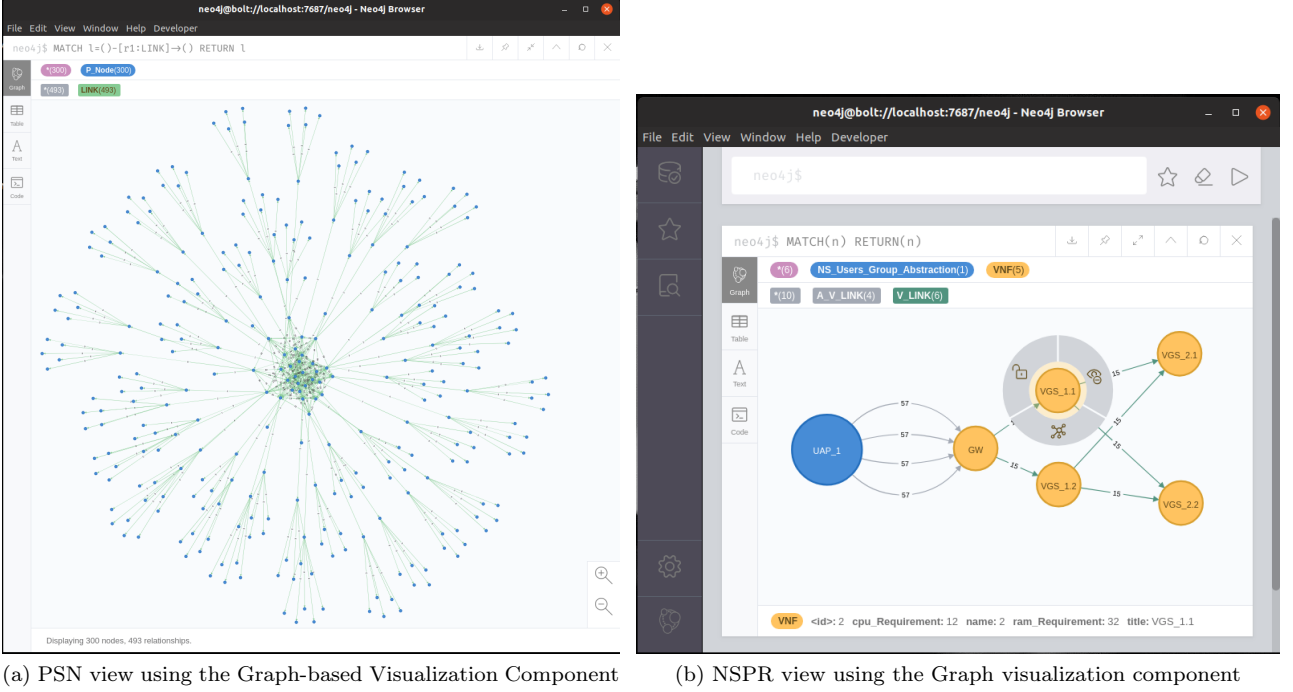 neo4j@bolt://localhost:7687/neo4j - Neo4j Browser
File Edit View Window Help Developer
neo4j$ MATCH l=()-[r1:LINK]→() RETURN l
Graph
*(300) P_Node(300)
*(493) LINK(493)
Table
A
Text
Code
Displaying 300 nodes, 493 relationships.
(a) PSN view using the Graph-based Visualization Component
neo4j@bolt://localhost:7687/neo4j - Neo4j Browser
File Edit View Window Help Developer
neo4j$
neo4j$ MATCH(n) RETURN(n)
Graph
*(6) NS_Users_Group_Abstraction(1) VNF(5)
*(10) A_V_LINK(4) V_LINK(6)
Table
A
Text
Code
UAP_1
57
57
57
57
GW
15
VGS_1.1
VGS_1.2
15
15
15
15
VGS_2.1
VGS_2.2
VNF <id>: 2 cpu_Requirement: 12 name: 2 ram_Requirement: 32 title: VGS_1.1
(b) NSPR view using the Graph visualization component